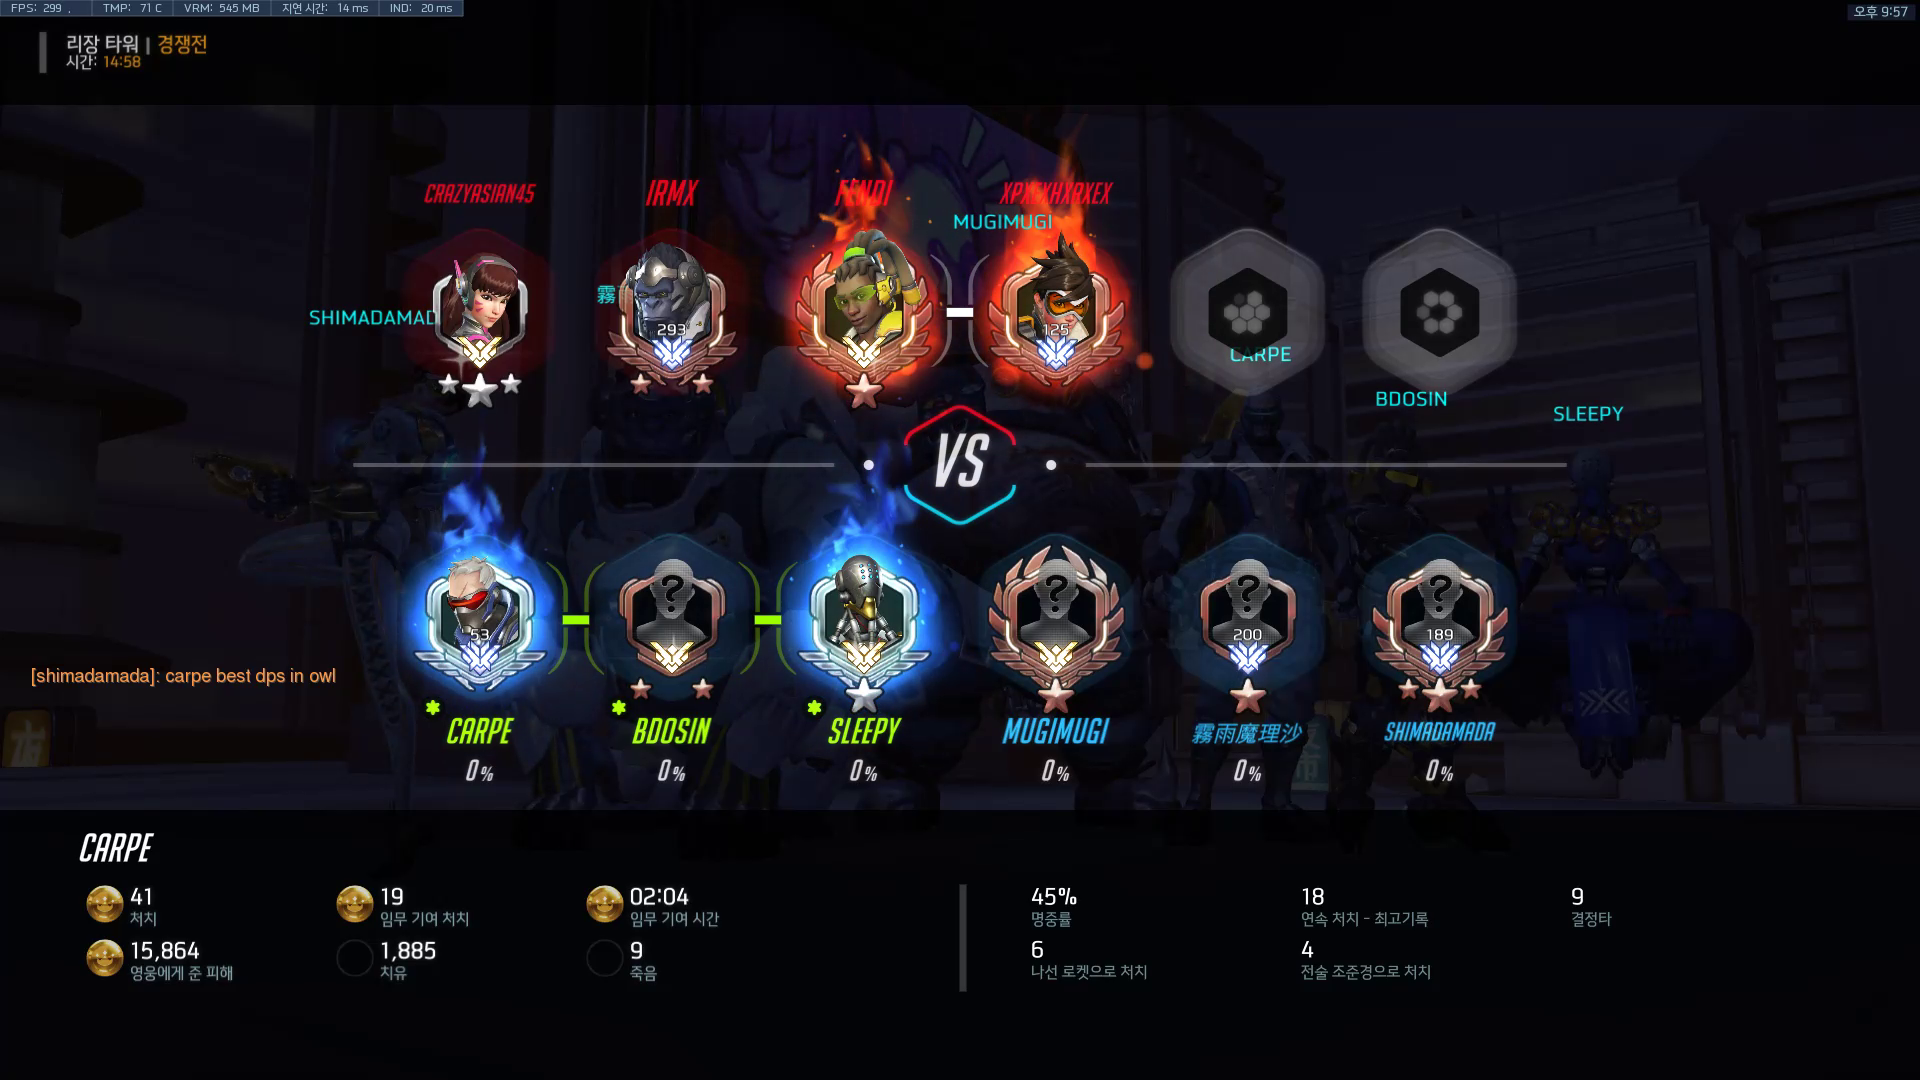 FPS: 299 , TMP: 71 C VRM: 545 MB 지연 시간: 14 ms IND: 20 ms
오후 9:57
리장 타워 | 경쟁전
시간: 14:58
CRAZYASIAN45 IRMX FENDI
MUGIMUGI
SHIMADAMAD 霧
293 125
CARPE
BDOSIN
SLEEPY
VS
53 200 189
[shimadamada]: carpe best dps in owl
CARPE BDOSIN SLEEPY MUGIMUGI 霧雨魔理沙 SHIMADAMADA
0% 0% 0% 0% 0% 0%
CARPE
41 19 02:04 45% 18 9
처치 임무 기여 처치 임무 기여 시간 명중률 연속 처치 - 최고기록 결정타
15,864 1,885 9 6 4
영웅에게 준 피해 치유 죽음 나선 로켓으로 처치 전술 조준경으로 처치